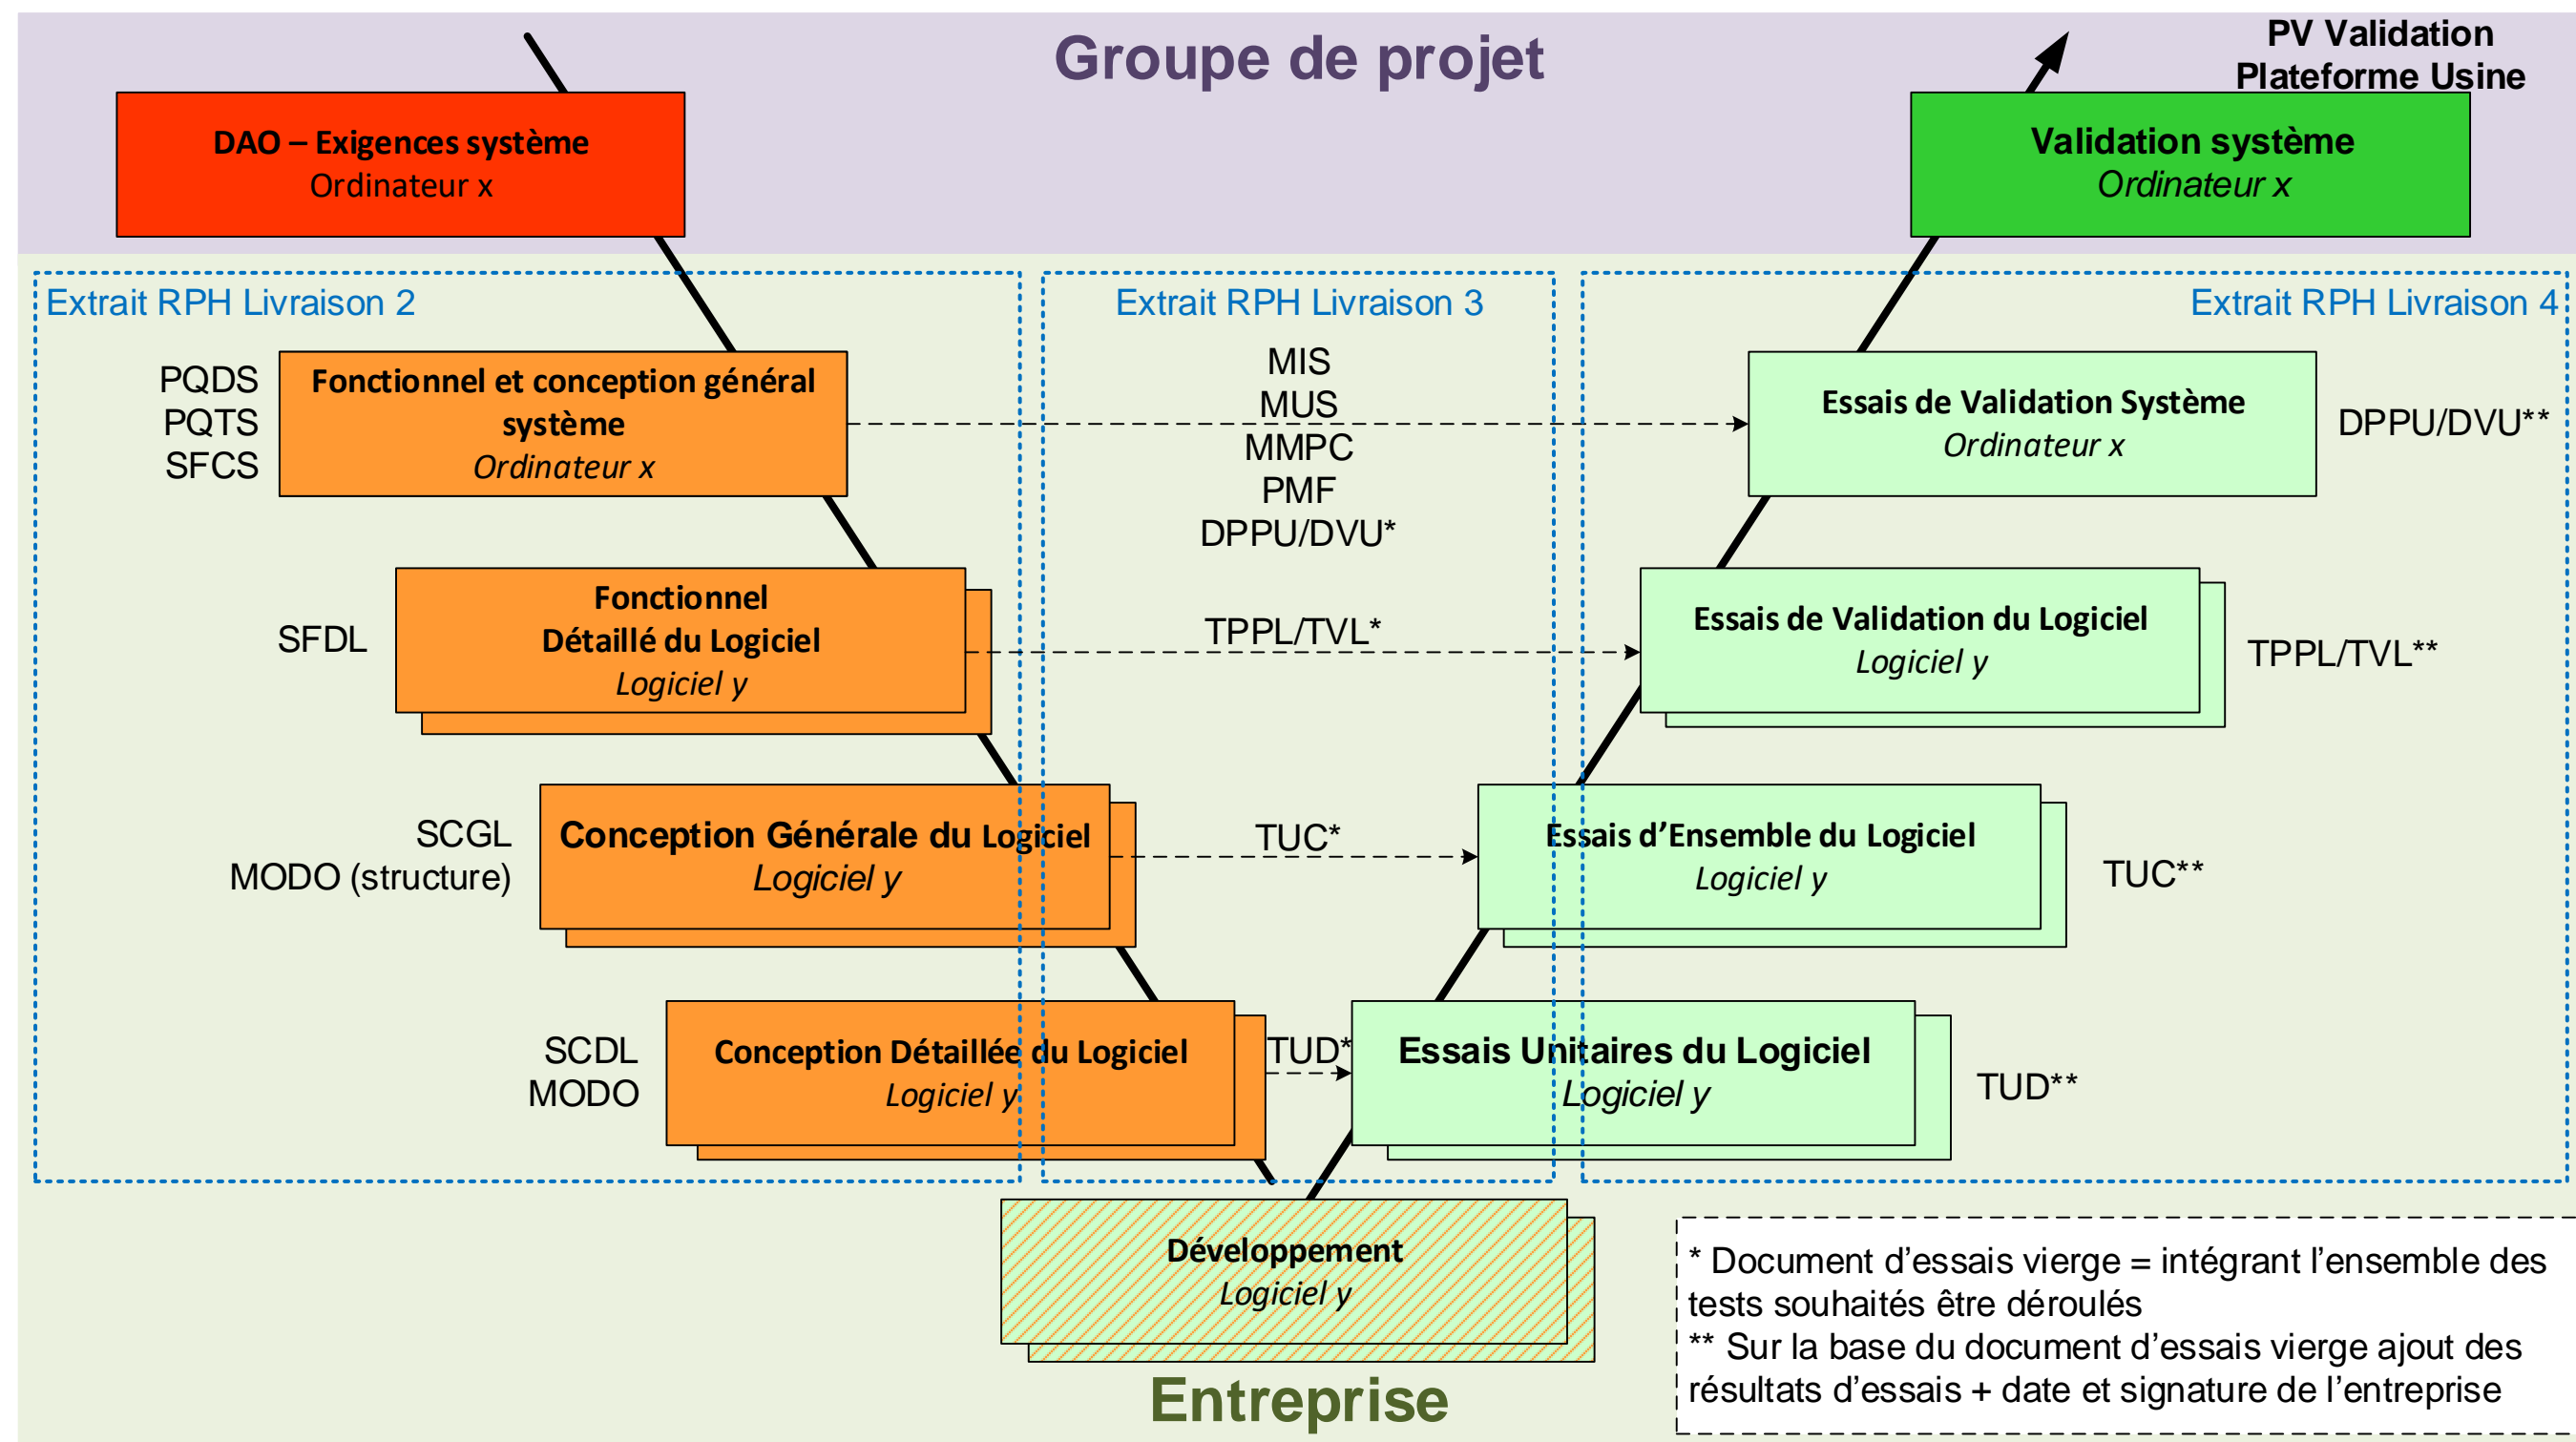 Groupe de projet
PV Validation
Plateforme Usine
DAO – Exigences système
Ordinateur x
Validation système
Ordinateur x
Extrait RPH Livraison 2
Extrait RPH Livraison 3
Extrait RPH Livraison 4
PQDS
PQTS
SFCS
Fonctionnel et conception général
système
Ordinateur x
MIS
MUS
MMPC
PMF
DPPU/DVU*
Essais de Validation Système
Ordinateur x
DPPU/DVU**
SFDL
Fonctionnel
Détaillé du Logiciel
Logiciel y
TPPL/TVL*
Essais de Validation du Logiciel
Logiciel y
TPPL/TVL**
SCGL
MODO (structure)
Conception Générale du Logiciel
Logiciel y
TUC*
Essais d’Ensemble du Logiciel
Logiciel y
TUC**
SCDL
MODO
Conception Détaillée du Logiciel
Logiciel y
TUD*
Essais Unitaires du Logiciel
Logiciel y
TUD**
Développement
Logiciel y
Entreprise
* Document d’essais vierge = intégrant l’ensemble des
tests souhaités être déroulés
** Sur la base du document d’essais vierge ajout des
résultats d’essais + date et signature de l’entreprise